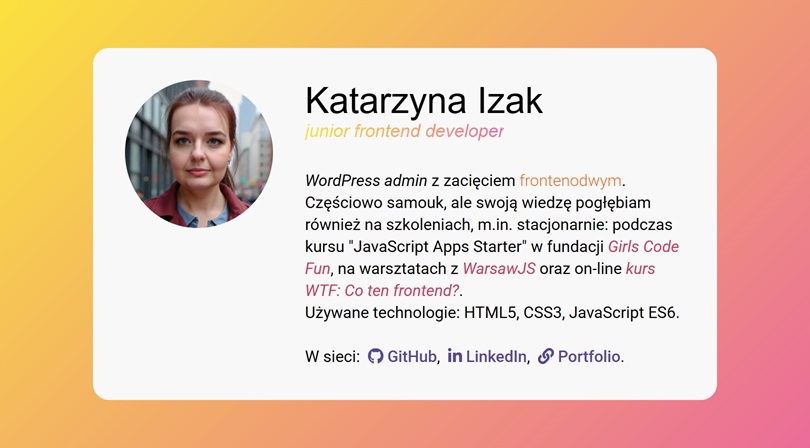 Katarzyna Izak
junior frontend developer
WordPress admin z zacięciem frontenodwym.
Częściowo samouk, ale swoją wiedzę pogłębiam
również na szkoleniach, m.in. stacjonarnie: podczas
kursu "JavaScript Apps Starter" w fundacji Girls Code
Fun, na warsztatach z WarsawJS oraz on-line kurs
WTF: Co ten frontend?.
Używane technologie: HTML5, CSS3, JavaScript ES6.
W sieci: GitHub, LinkedIn, Portfolio.